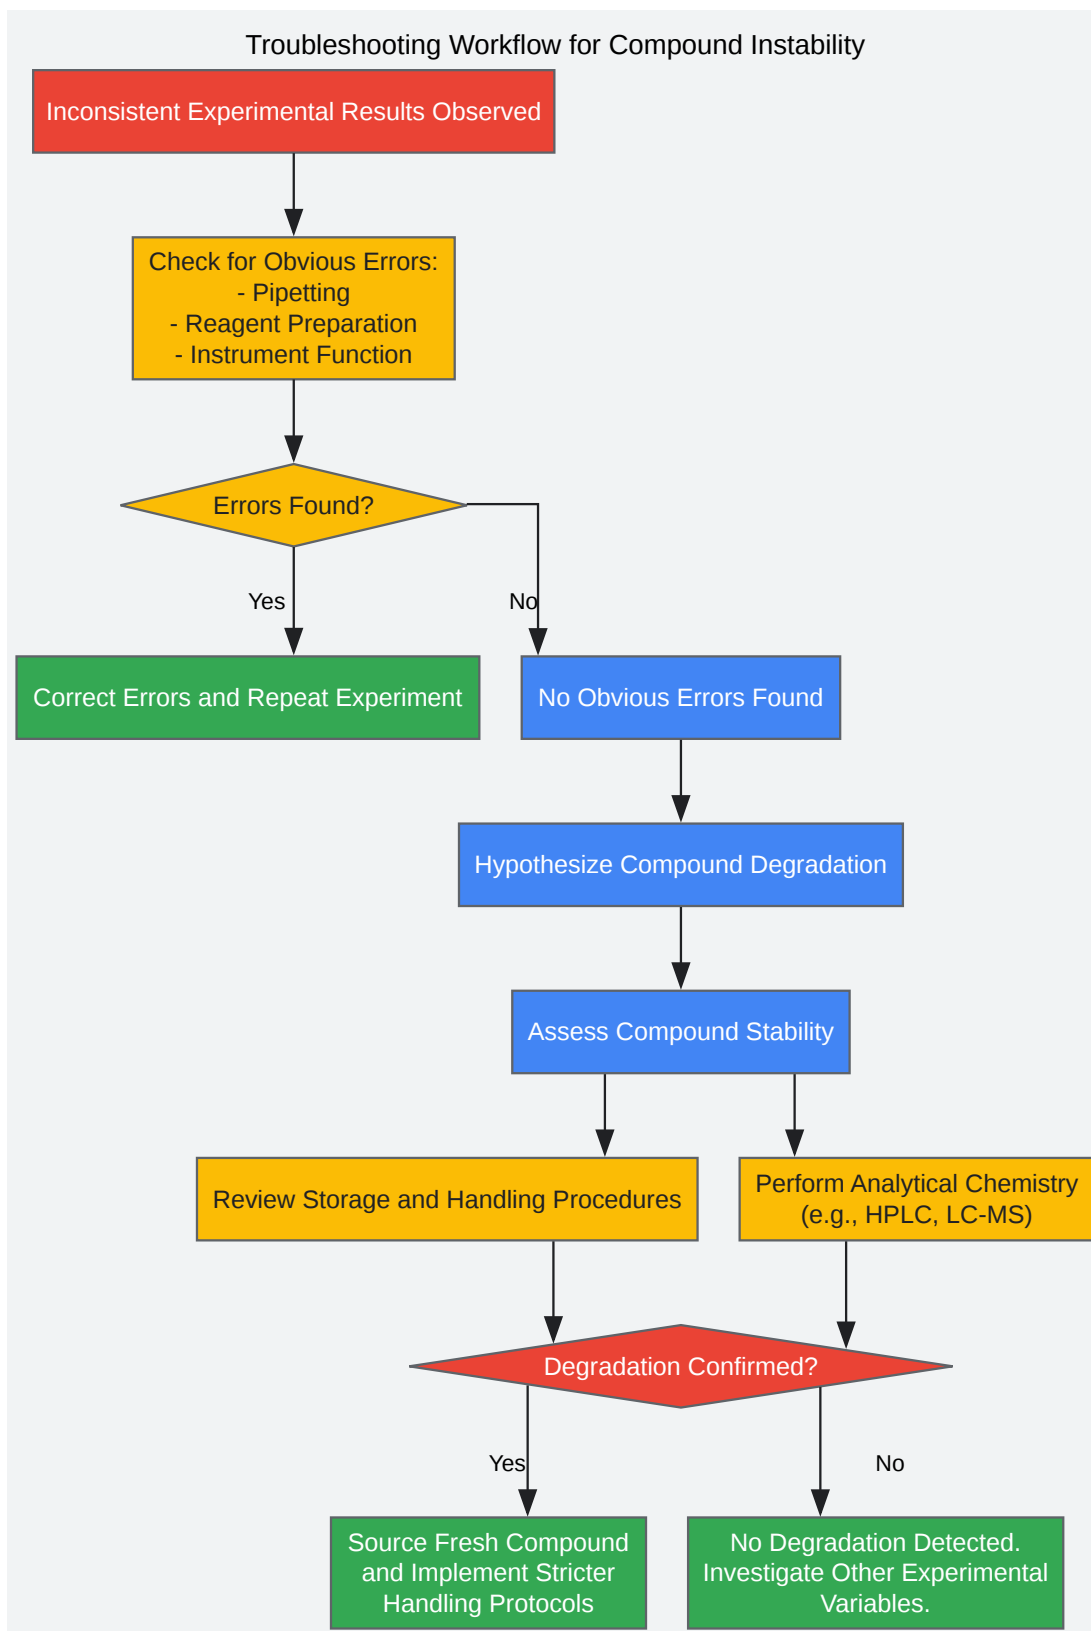 Troubleshooting Workflow for Compound Instability
Inconsistent Experimental Results Observed
Check for Obvious Errors:
- Pipetting
- Reagent Preparation
- Instrument Function
Errors Found?
Yes
No
Correct Errors and Repeat Experiment
No Obvious Errors Found
Hypothesize Compound Degradation
Assess Compound Stability
Review Storage and Handling Procedures
Perform Analytical Chemistry
(e.g., HPLC, LC-MS)
Degradation Confirmed?
Yes
No
Source Fresh Compound
and Implement Stricter
Handling Protocols
No Degradation Detected.
Investigate Other Experimental
Variables.